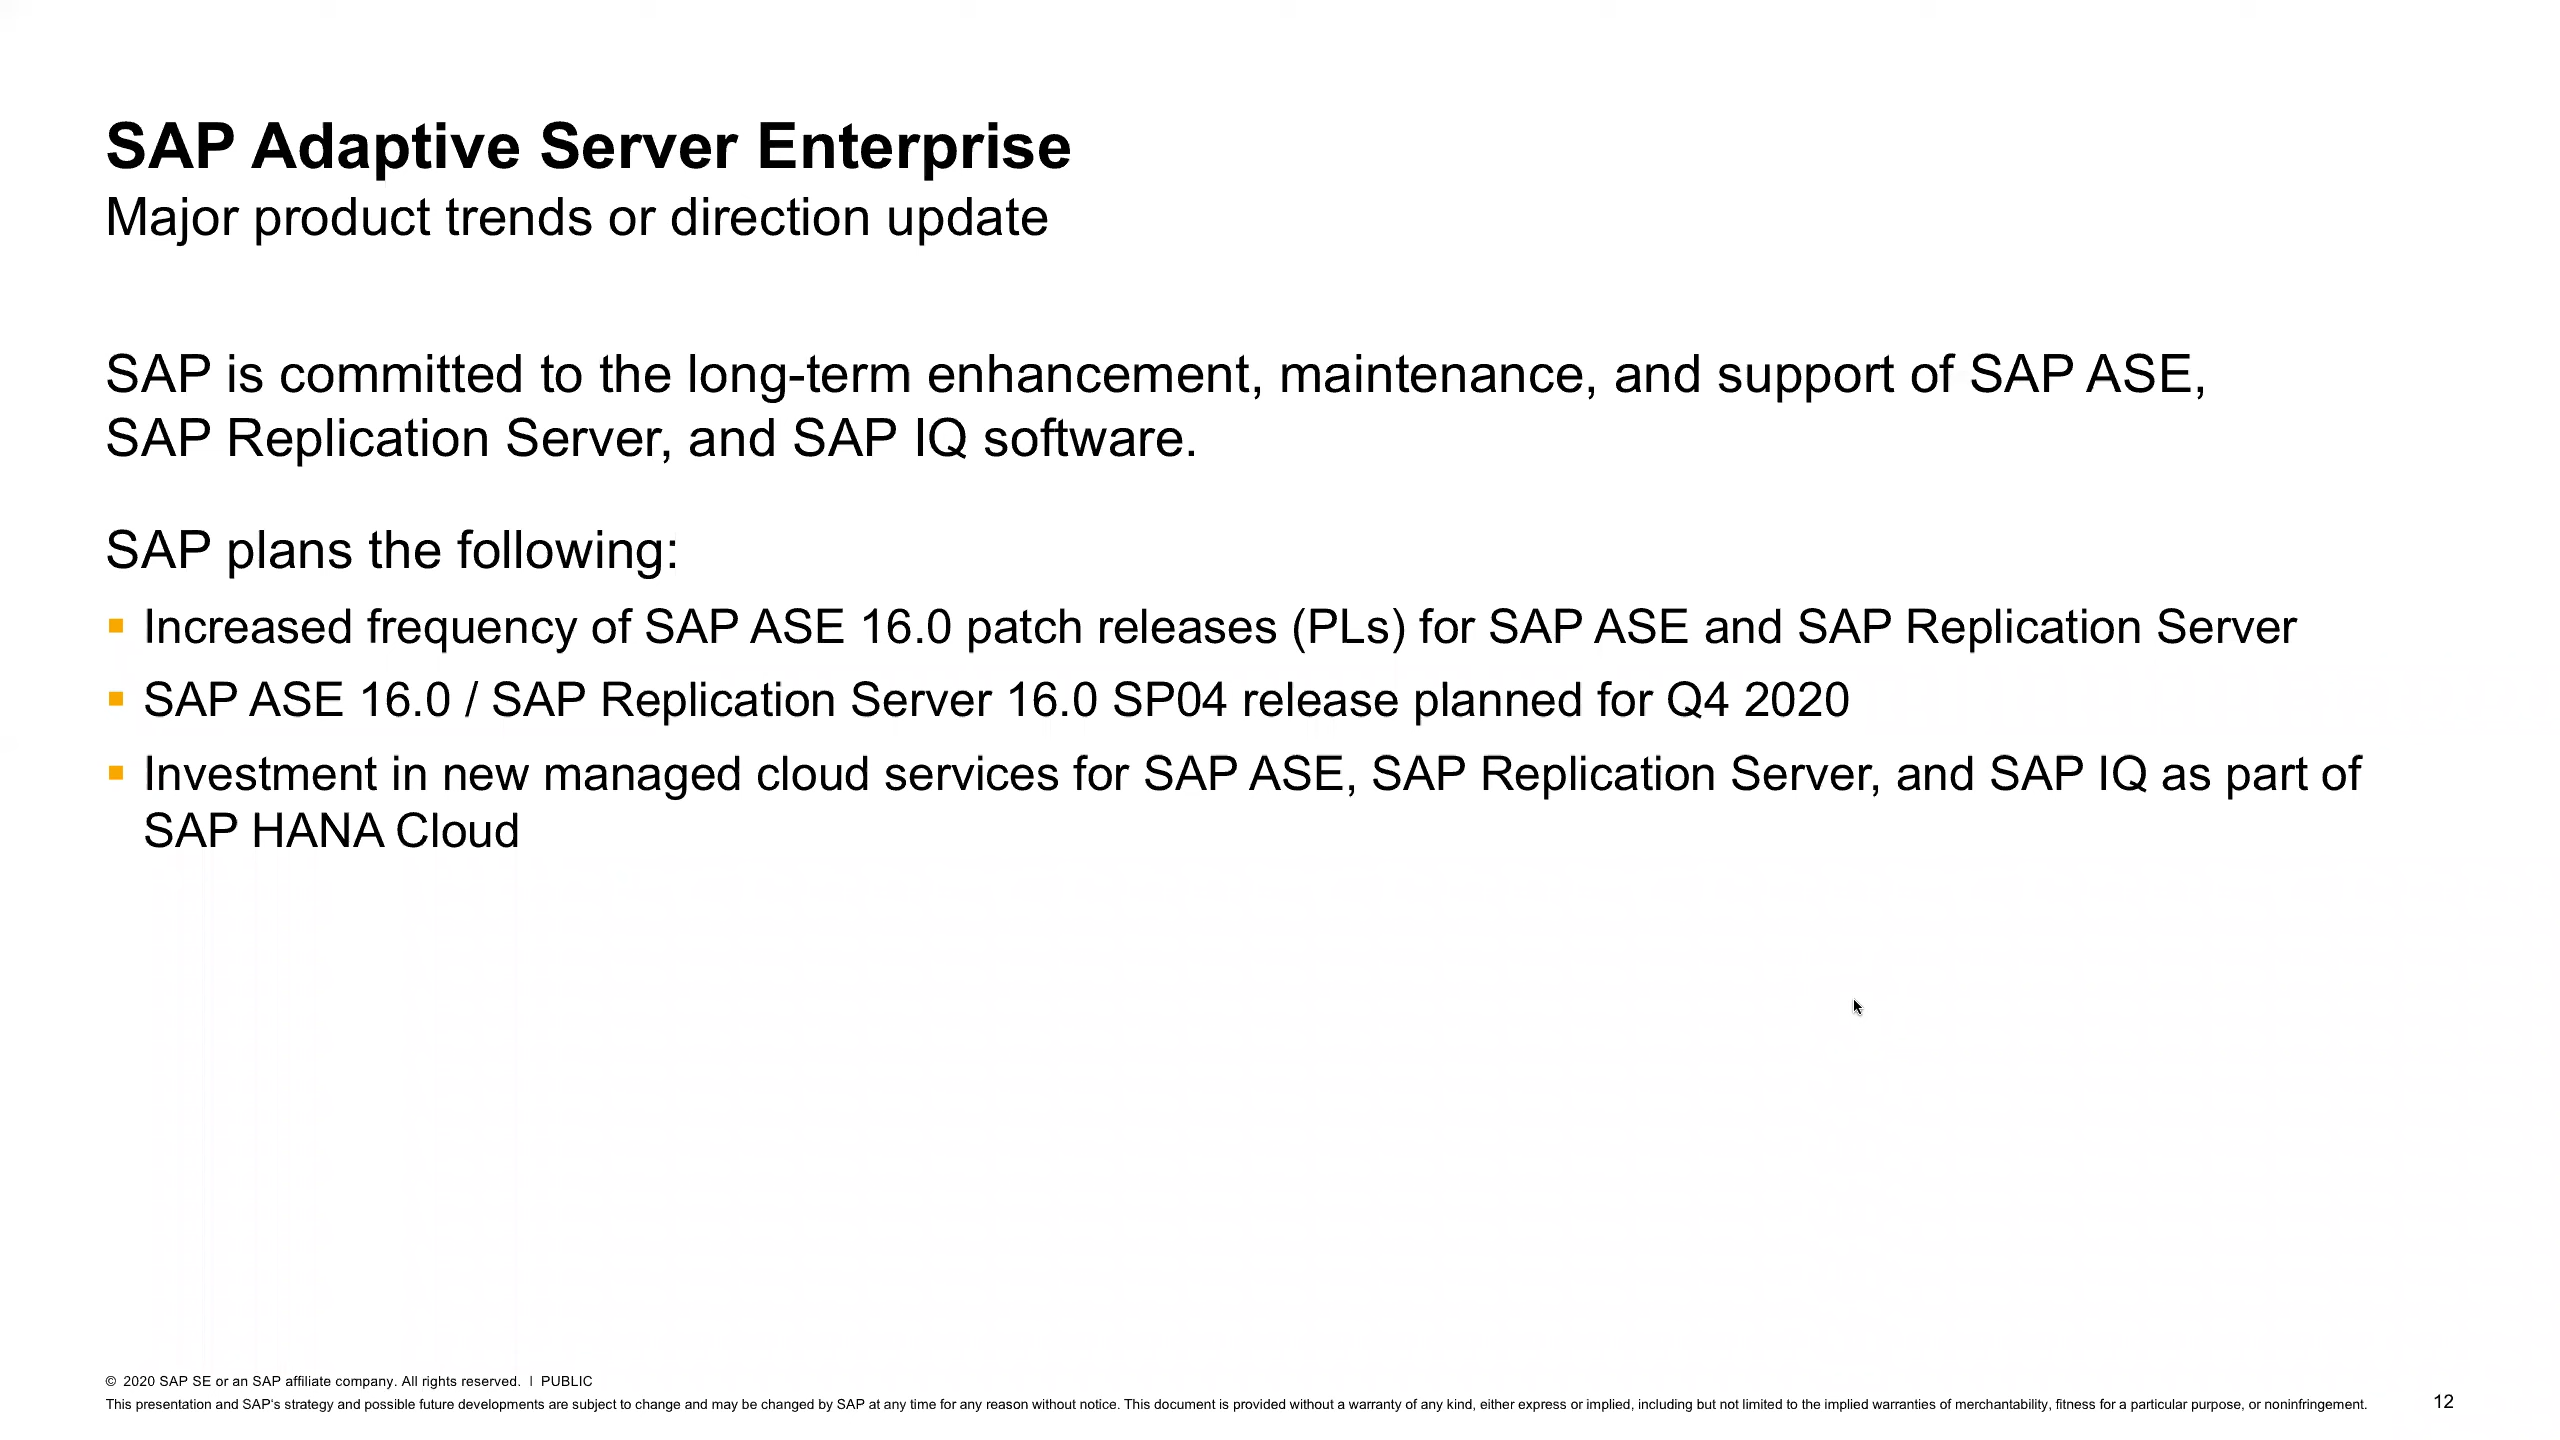 SAP Adaptive Server Enterprise
Major product trends or direction update
SAP is committed to the long-term enhancement, maintenance, and support of SAP ASE,
SAP Replication Server, and SAP IQ software.
SAP plans the following:
▪ Increased frequency of SAP ASE 16.0 patch releases (PLs) for SAP ASE and SAP Replication Server
▪ SAP ASE 16.0 / SAP Replication Server 16.0 SP04 release planned for Q4 2020
▪ Investment in new managed cloud services for SAP ASE, SAP Replication Server, and SAP IQ as part of
SAP HANA Cloud
© 2020 SAP SE or an SAP affiliate company. All rights reserved. ǀ PUBLIC
This presentation and SAP's strategy and possible future developments are subject to change and may be changed by SAP at any time for any reason without notice. This document is provided without a warranty of any kind, either express or implied, including but not limited to the implied warranties of merchantability, fitness for a particular purpose, or noninfringement.
12